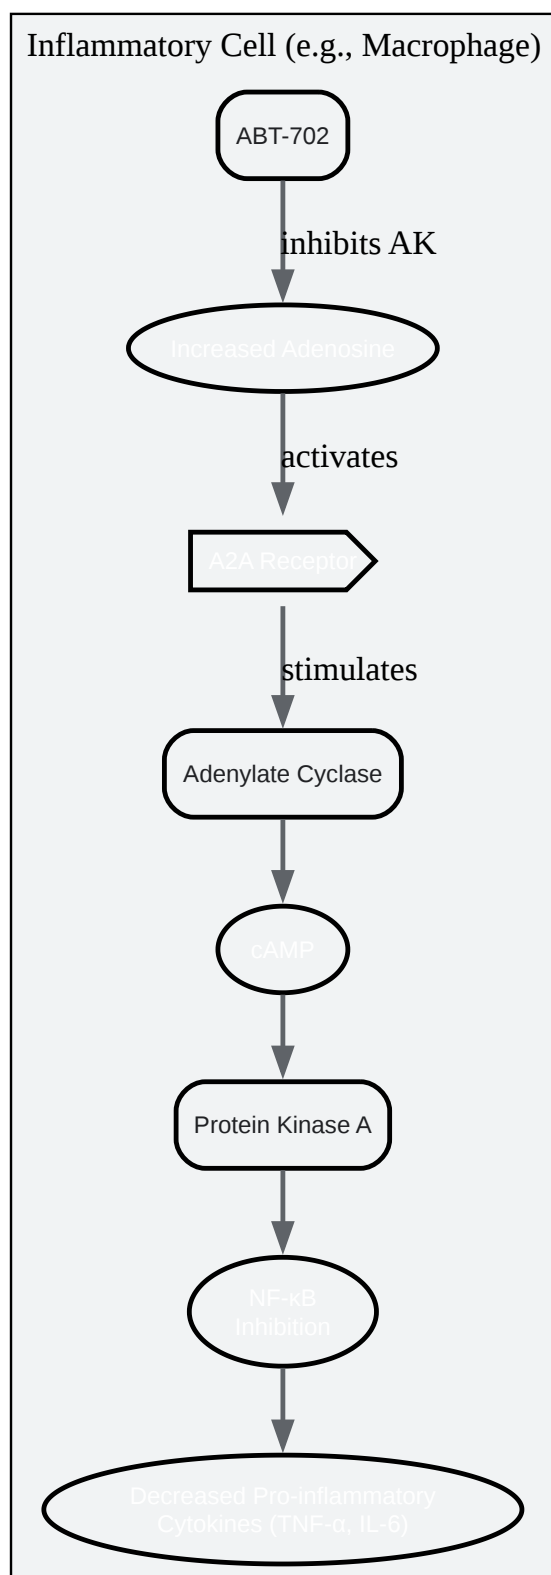 Inflammatory Cell (e.g., Macrophage)
ABT-702
inhibits AK
Increased Adenosine
activates
A2A Receptor
stimulates
Adenylate Cyclase
cAMP
Protein Kinase A
NF-κB
Inhibition
Decreased Pro-inflammatory
Cytokines (TNF-α, IL-6)